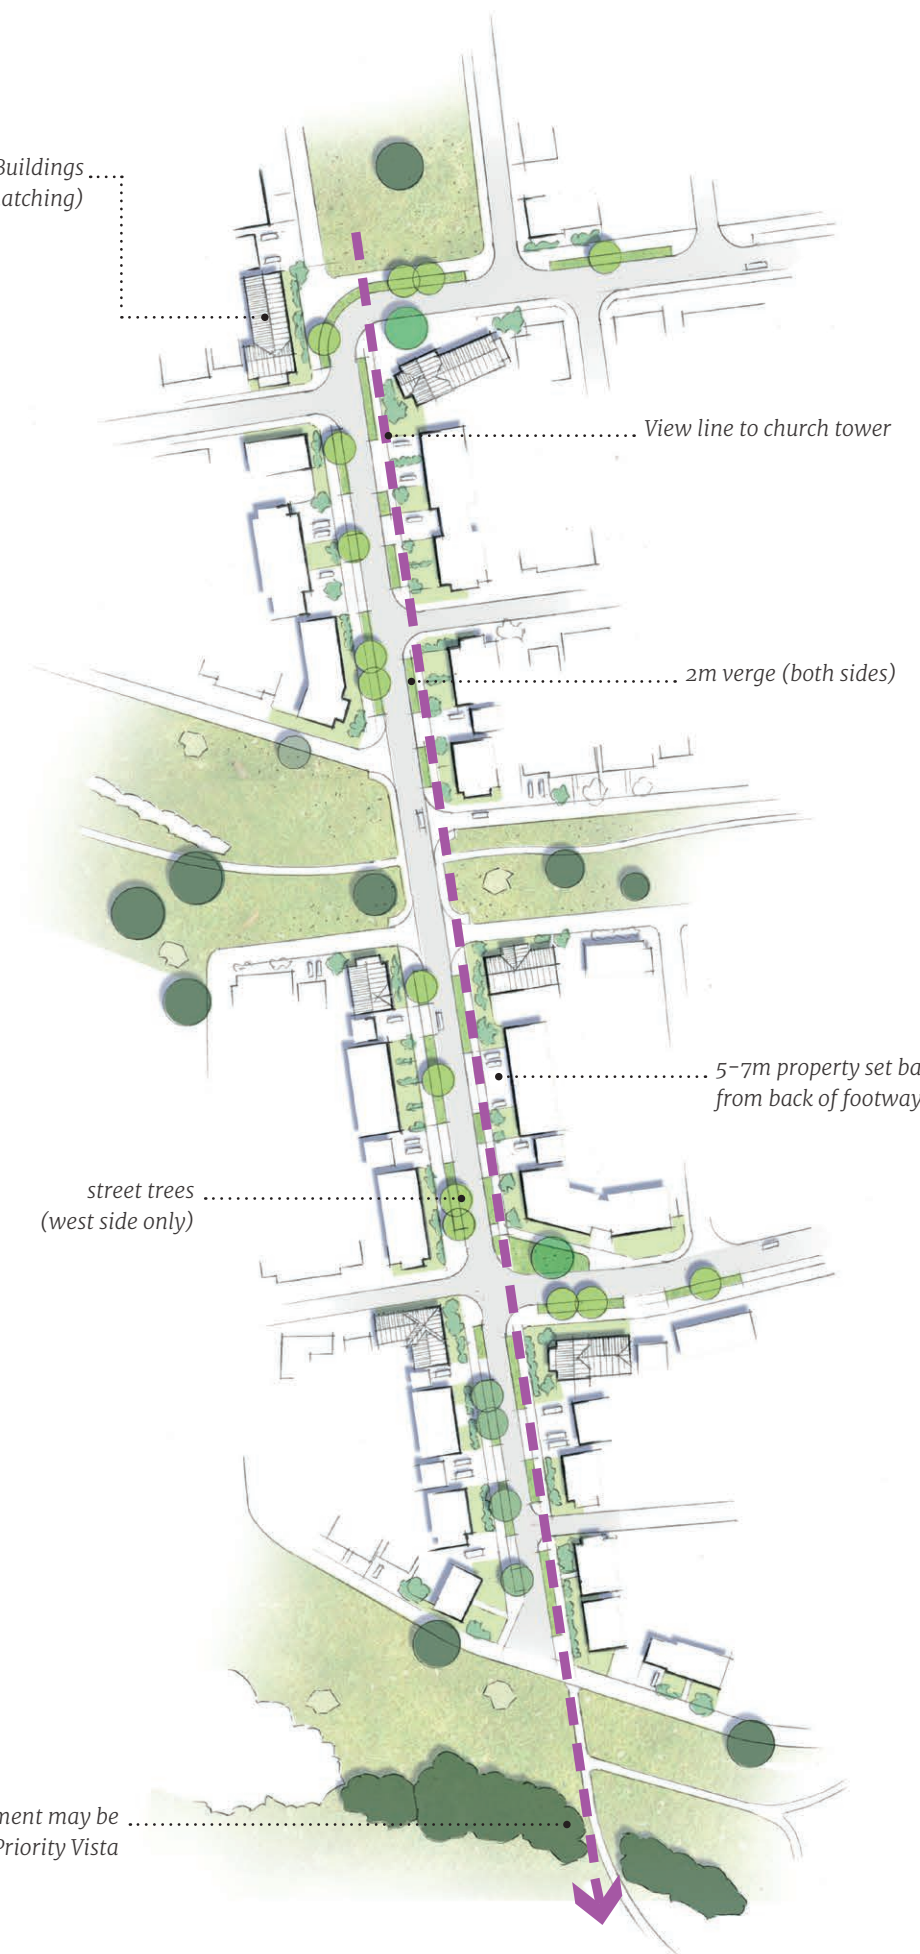 Buildings
atching)
View line to church tower
2m verge (both sides)
5-7m property set ba
from back of footway
street trees
(west side only)
ment may be
Priority Vista